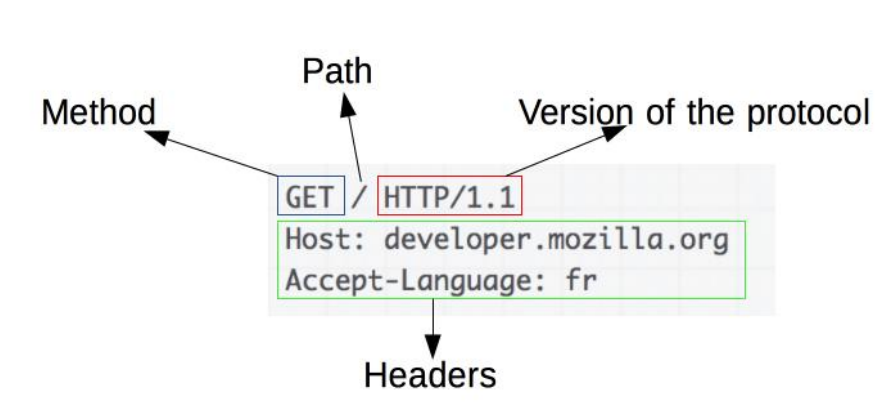 Path
Method
Version of the protocol
GET / HTTP/1.1
Host: developer.mozilla.org
Accept-Language: fr
Headers